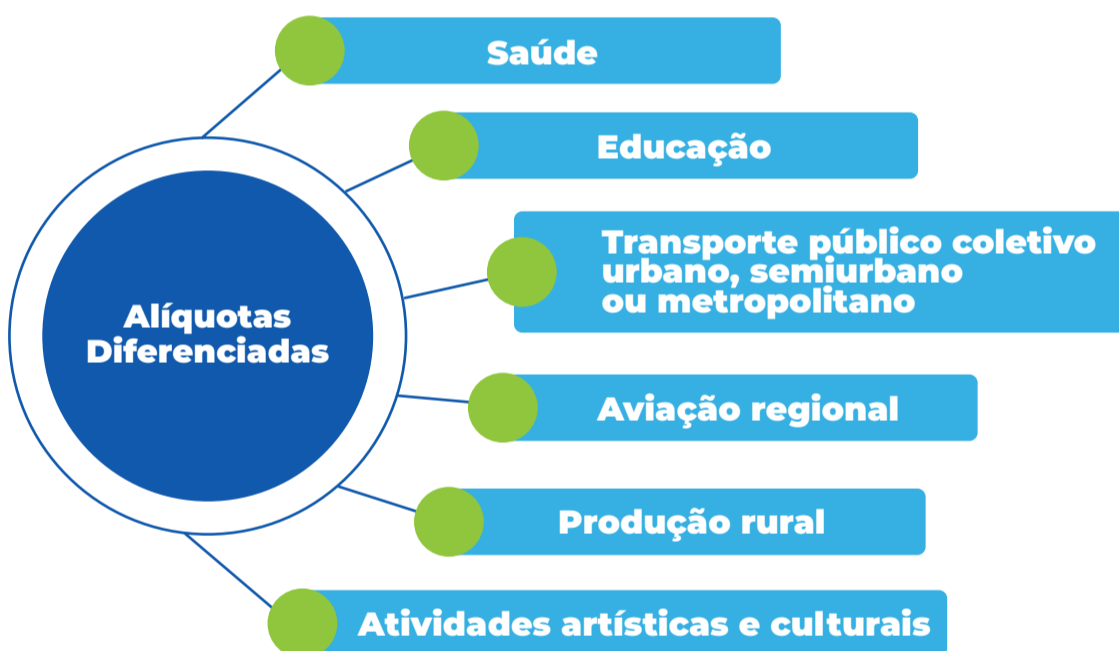 Saúde
Educação
Transporte público coletivo
urbano, semiurbano
ou metropolitano
Alíquotas
Diferenciadas
Aviação regional
Produção rural
Atividades artísticas e culturais